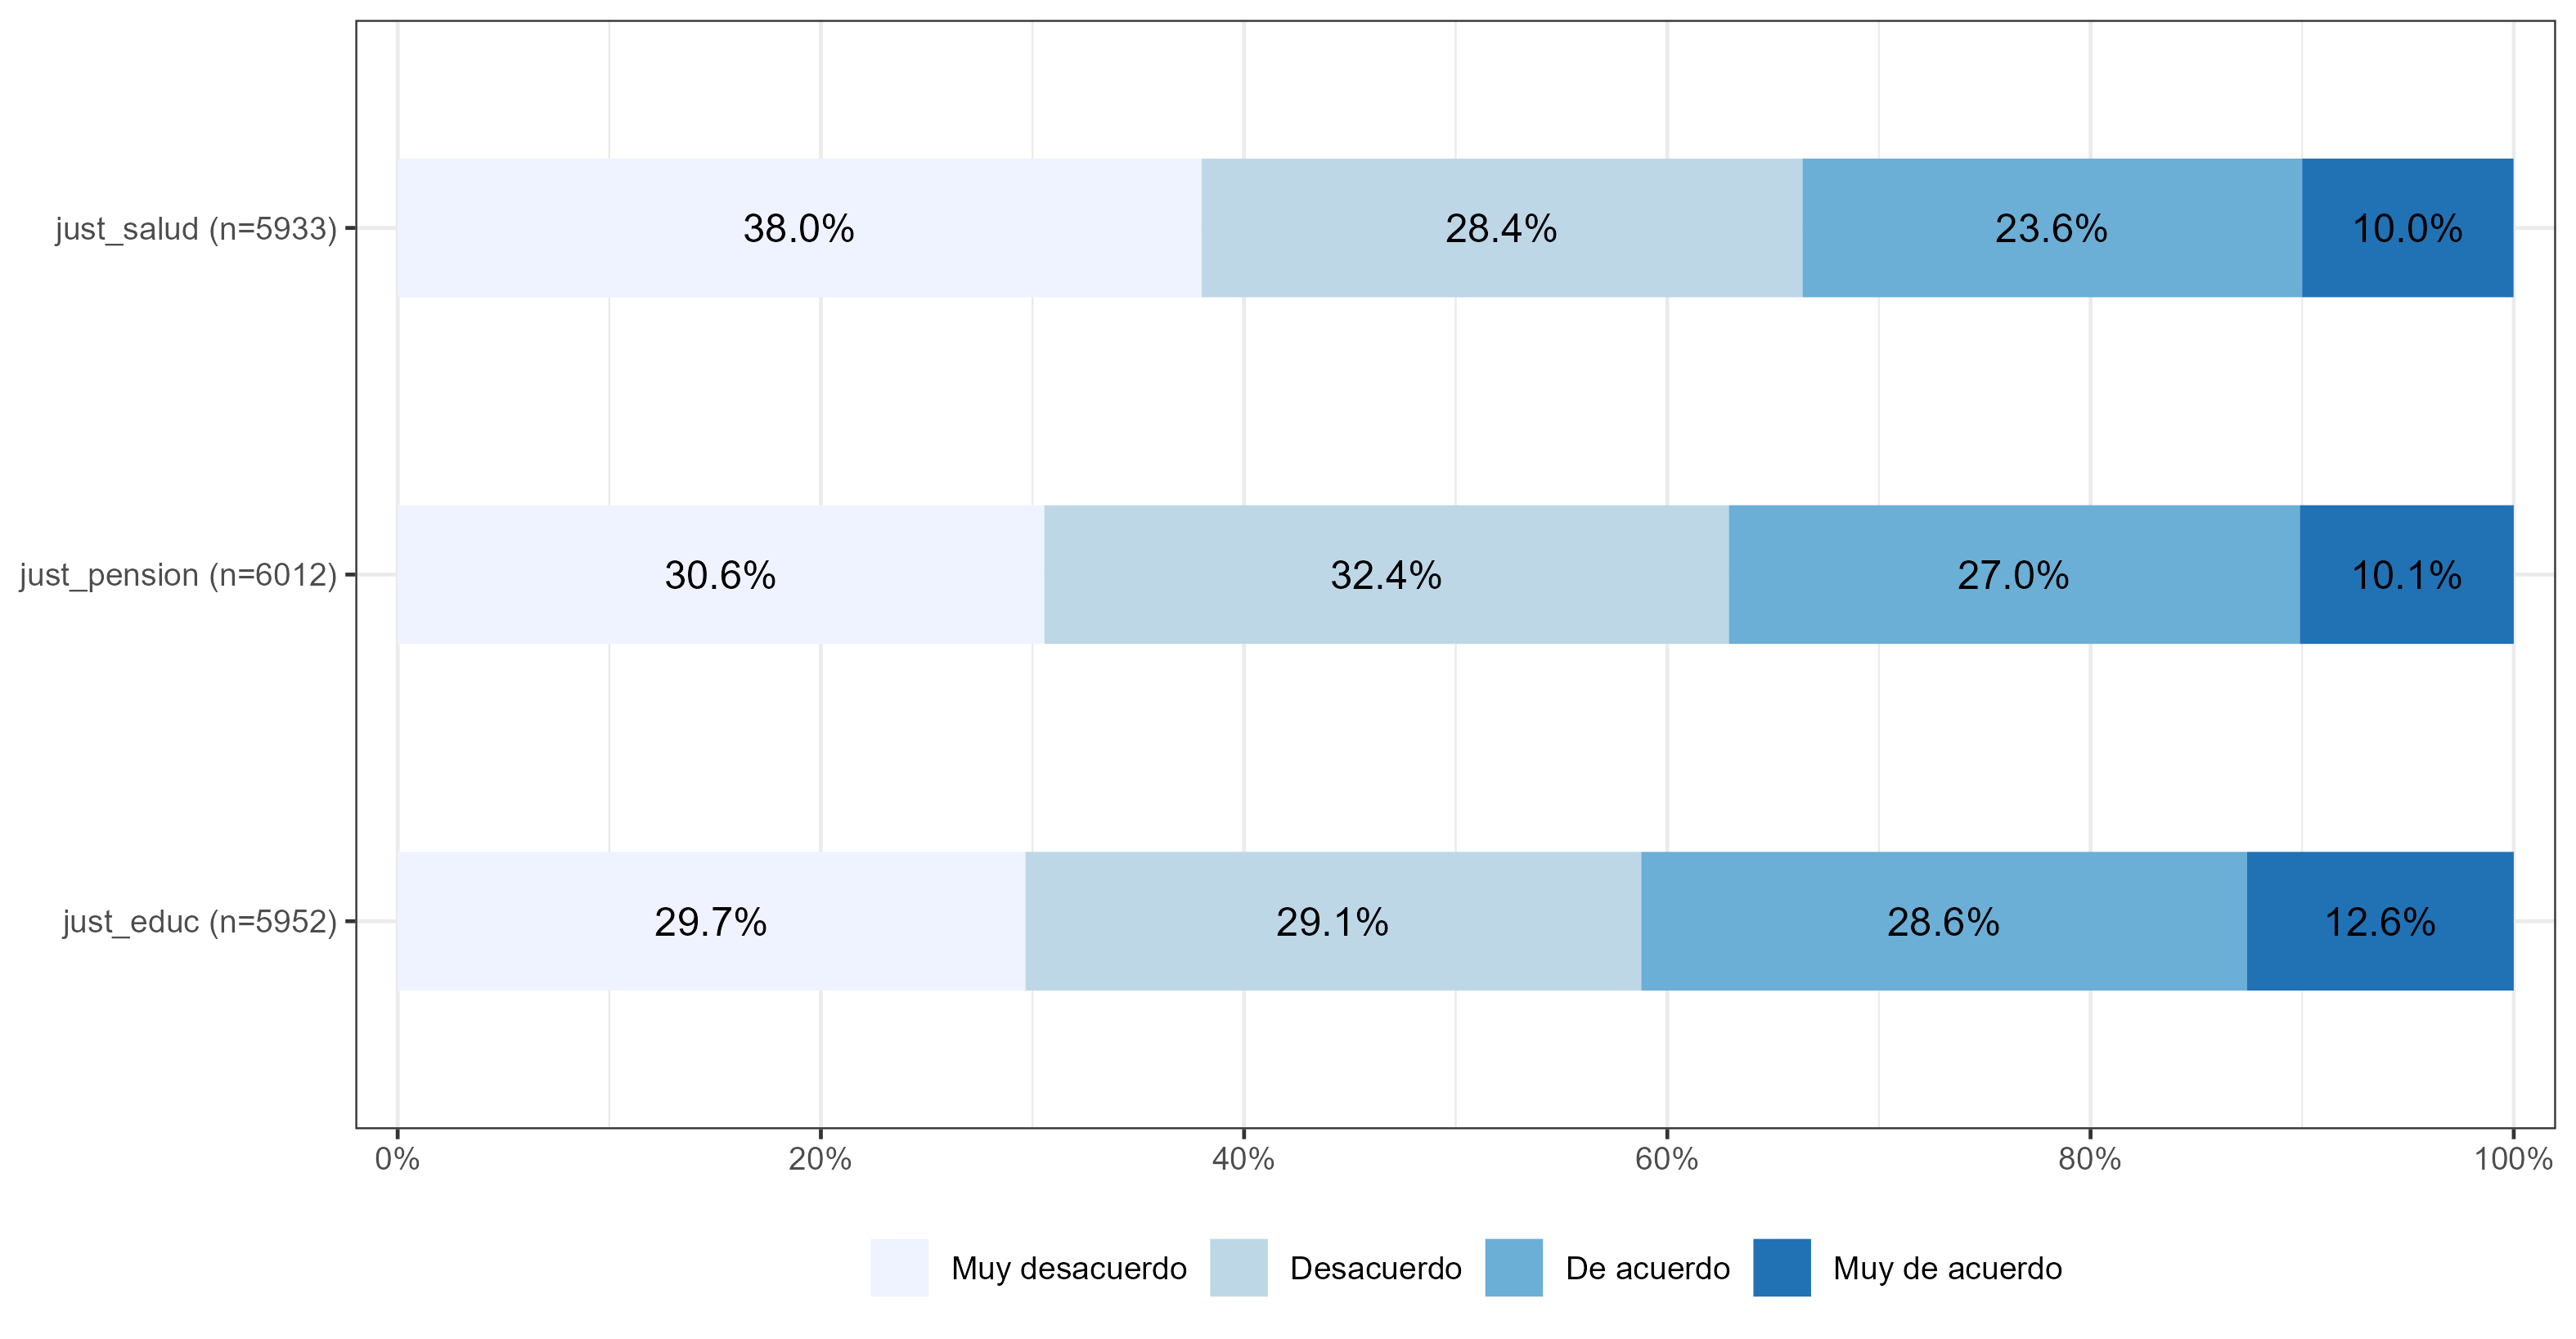 just_salud (n=5933)
38.0% 28.4% 23.6% 10.0%
just_pension (n=6012)
30.6% 32.4% 27.0% 10.1%
just_educ (n=5952)
29.7% 29.1% 28.6% 12.6%
0% 20% 40% 60% 80% 100%
Muy desacuerdo Desacuerdo De acuerdo Muy de acuerdo